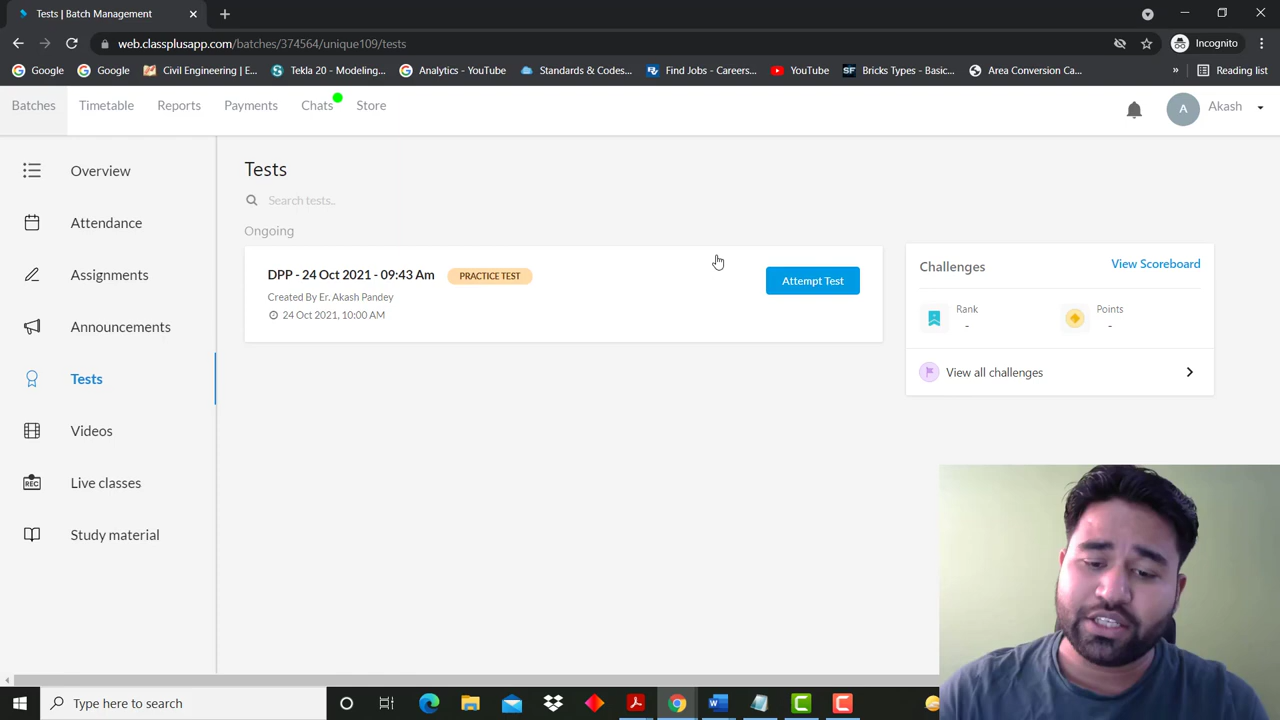 Tests | Batch Management
web.classplusapp.com/batches/374564/unique109/tests
Incognito
Google
Google
Civil Engineering | E...
Tekla 20 - Modeling...
Analytics - YouTube
Standards & Codes...
Find Jobs - Careers...
YouTube
SF
Bricks Types - Basic...
Area Conversion Ca...
»
Reading list
Batches
Timetable
Reports
Payments
Chats
Store
A
Akash
Overview
Attendance
Assignments
Announcements
Tests
Videos
REC
Live classes
Study material
Tests
Search tests..
Ongoing
DPP - 24 Oct 2021 - 09:43 Am
PRACTICE TEST
Created By Er. Akash Pandey
24 Oct 2021, 10:00 AM
Attempt Test
Challenges
View Scoreboard
Rank
-
Points
-
View all challenges
Type here to search